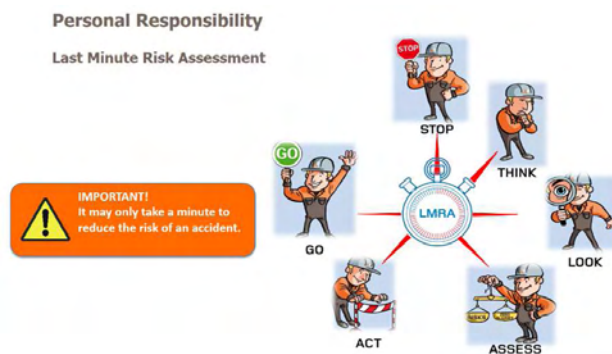 Personal Responsibility
Last Minute Risk Assessment
STOP
STOP
THINK
GO
IMPORTANT!
It may only take a minute to
reduce the risk of an accident.
LMRA
GO
LOOK
ACT
ASSESS